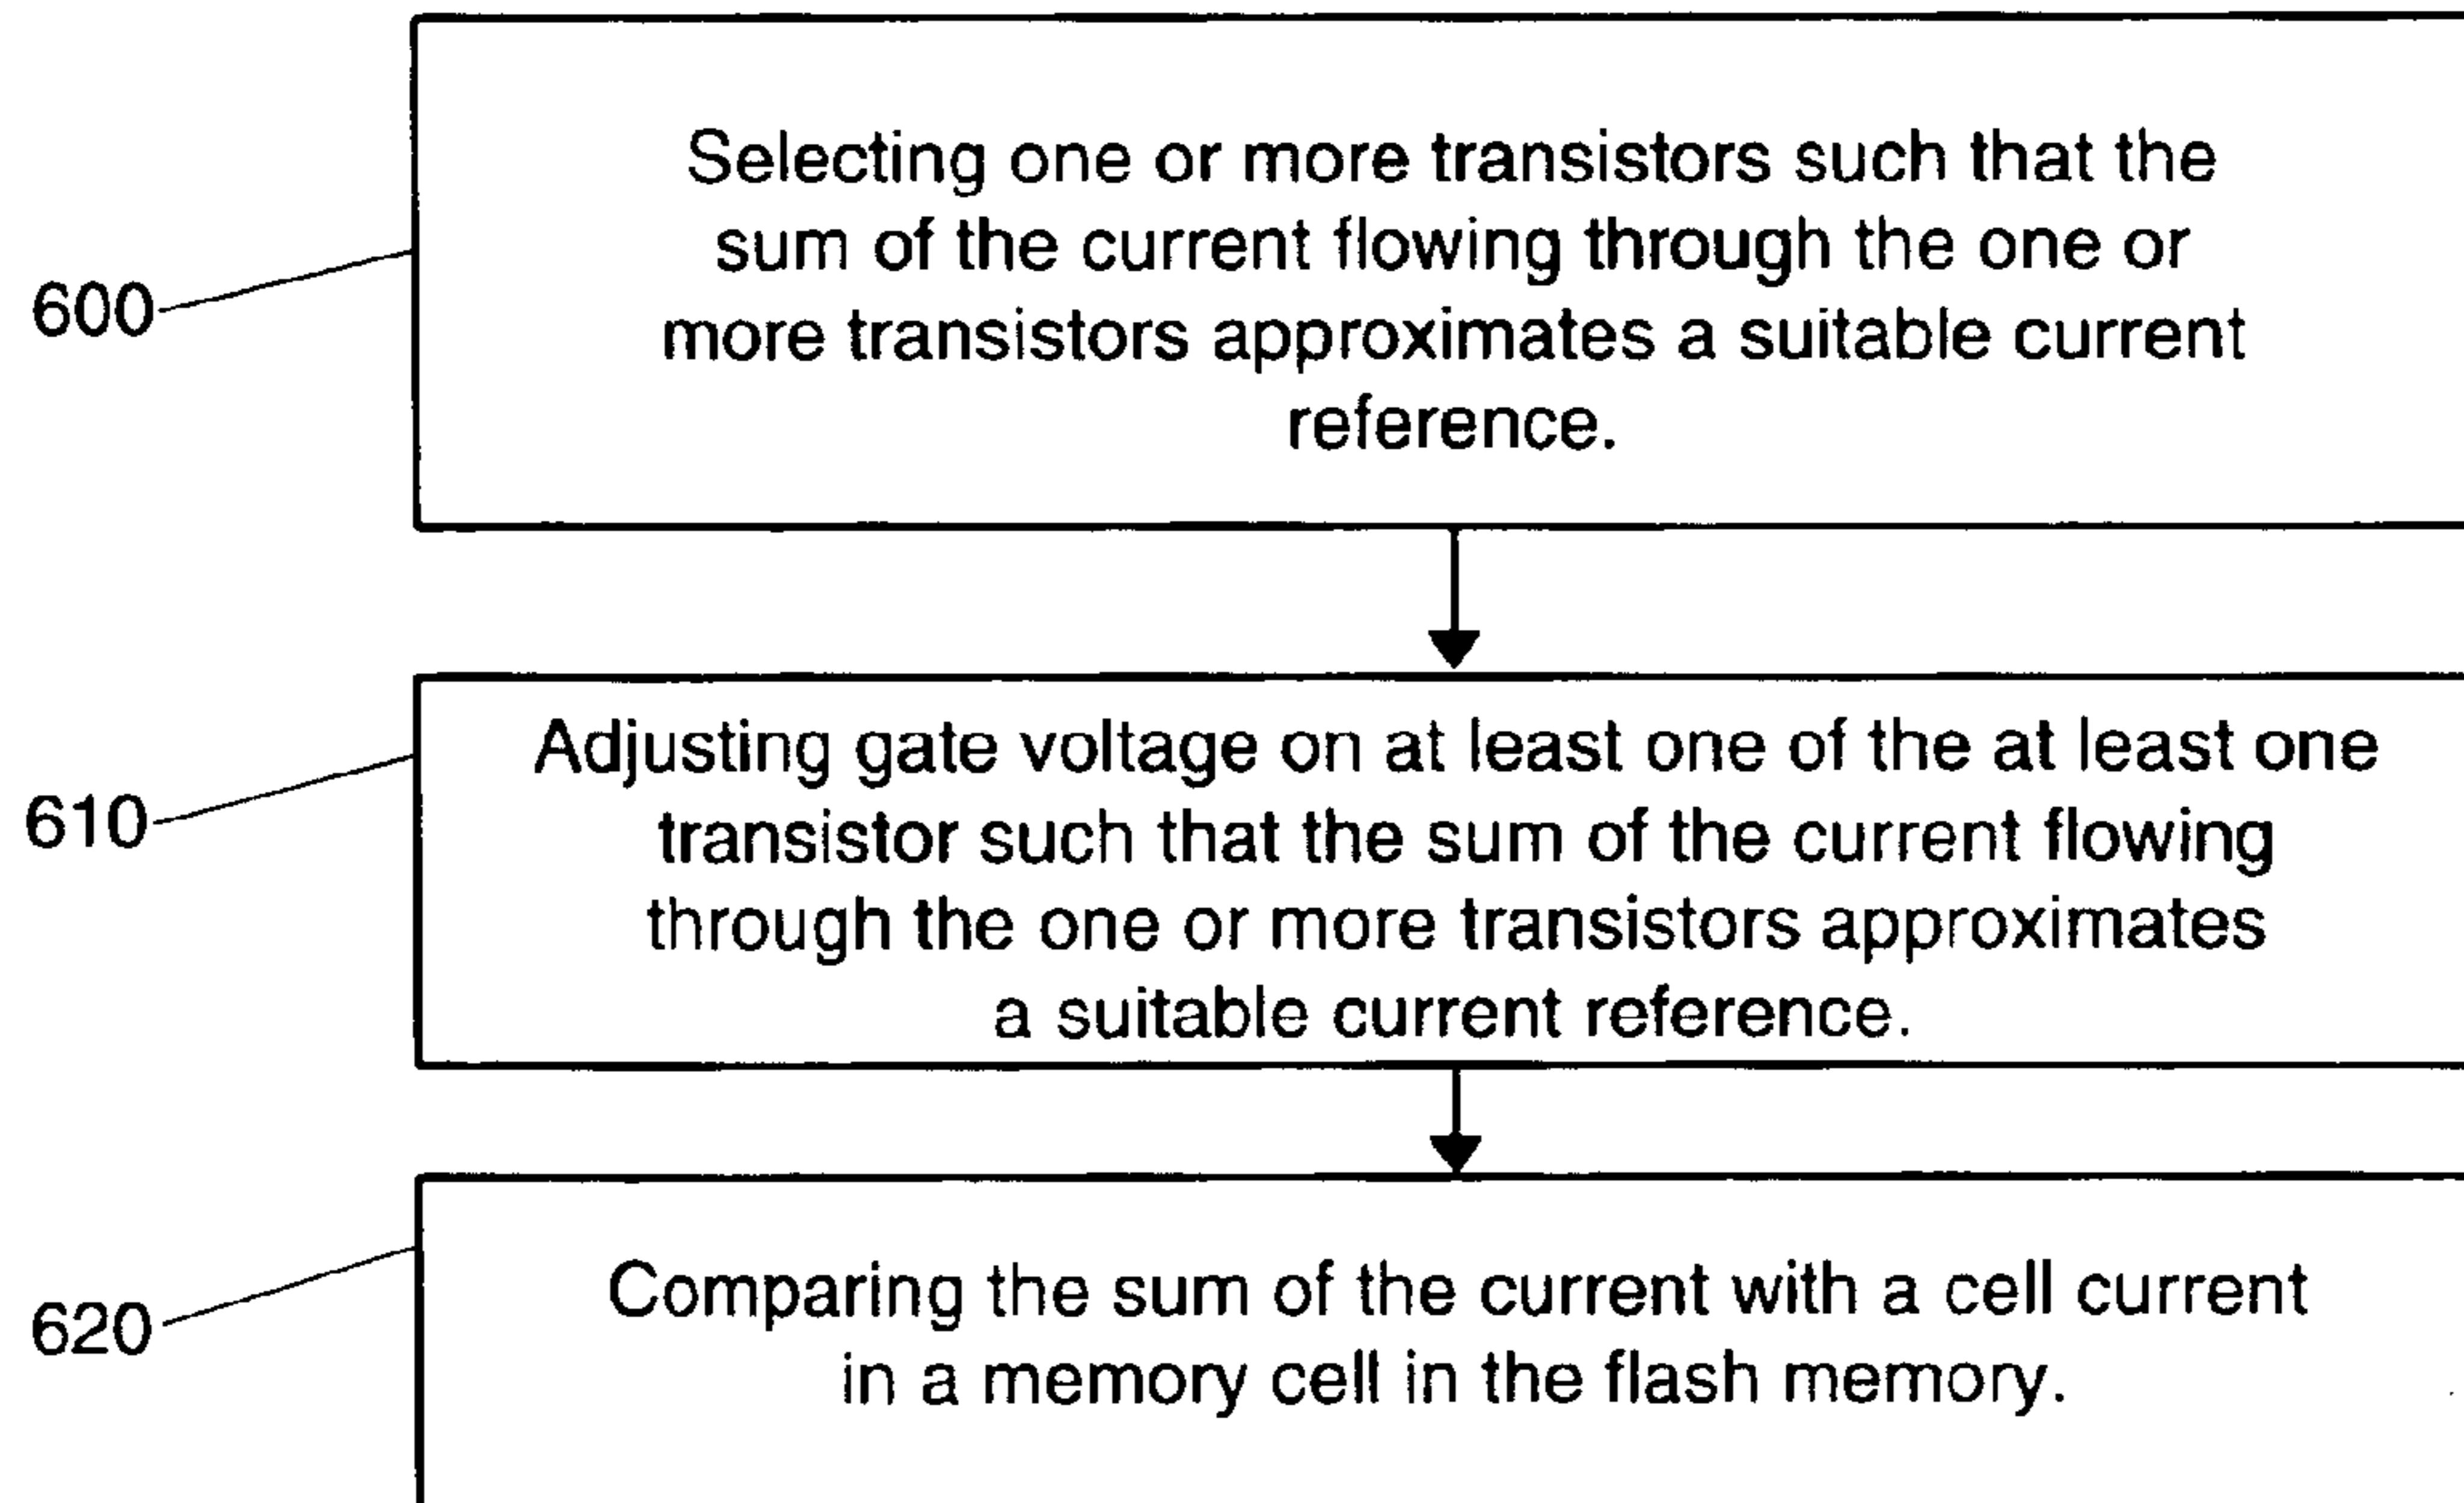 Selecting one or more transistors such that the
sum of the current flowing through the one or
more transistors approximates a suitable current
reference.
600
Adjusting gate voltage on at least one of the at least one
transistor such that the sum of the current flowing
through the one or more transistors approximates
a suitable current reference.
610
Comparing the sum of the current with a cell current
in a memory cell in the flash memory.
620